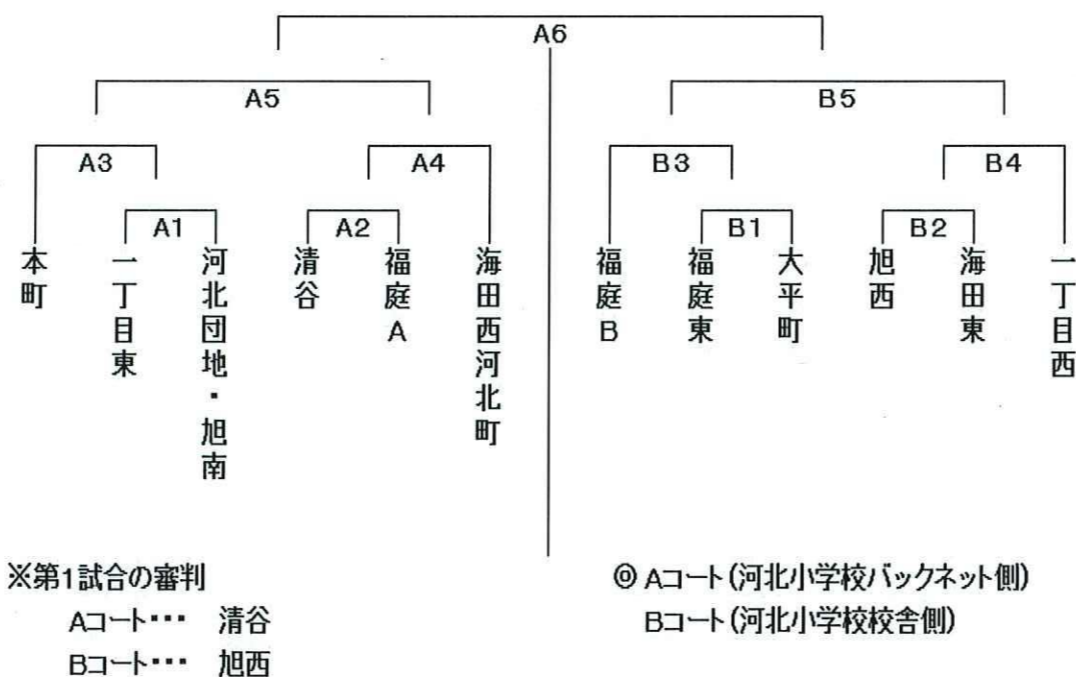 A6
A5
B5
A3
A4
B3
B4
A1
A2
B1
B2
本町
一丁目東
河北団地・旭南
清谷
福庭A
海田西河北町
福庭B
福庭東
大平町
旭西
海田東
一丁目西
※第1試合の審判
Aコート・・・ 清谷
Bコート・・・ 旭西
◎ Aコート(河北小学校バックネット側)
Bコート(河北小学校校舎側)